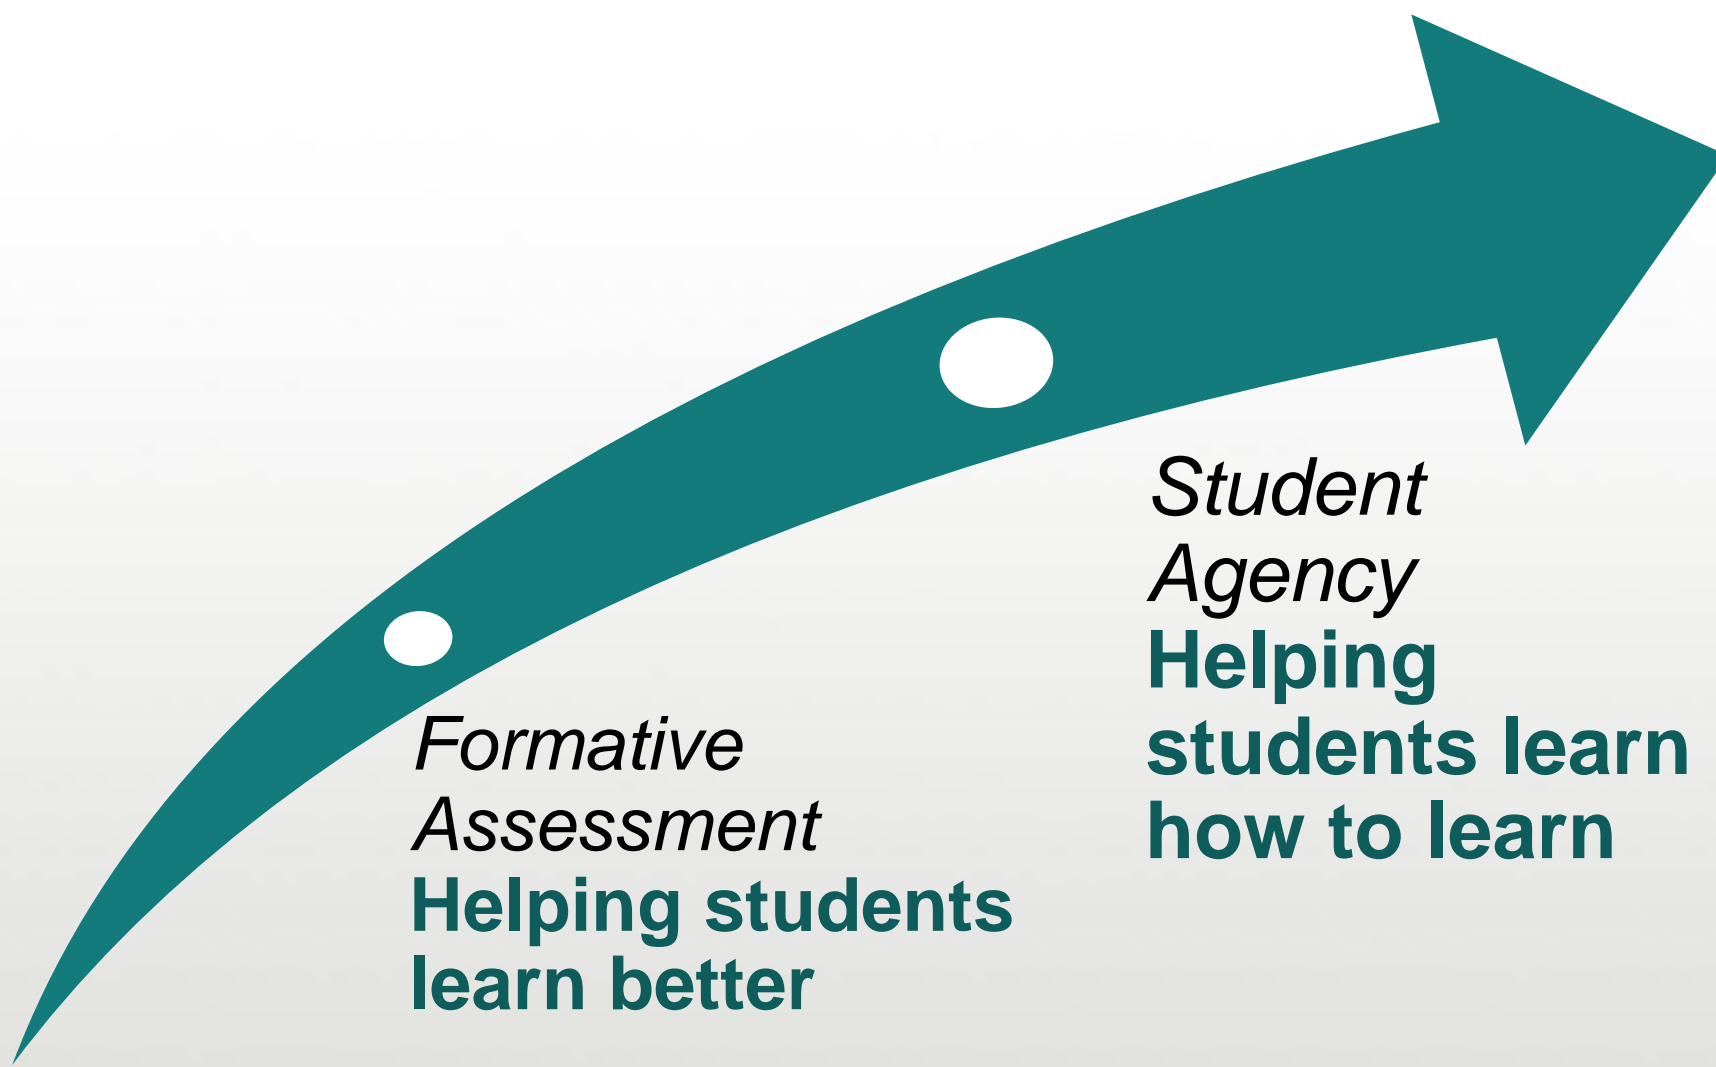 Formative
Assessment
Helping students
learn better
Student
Agency
Helping
students learn
how to learn